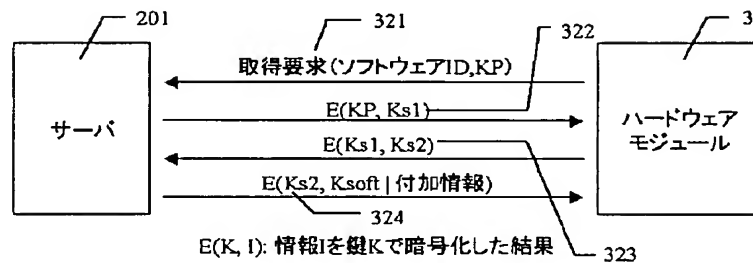 201
321
322
3
取得要求(ソフトウェアID,KP)
E(KP, Ks1)
サーバ
ハードウェア
モジュール
E(Ks1, Ks2)
E(Ks2, Ksoft | 付加情報)
324
323
E(K, I): 情報Iを鍵Kで暗号化した結果